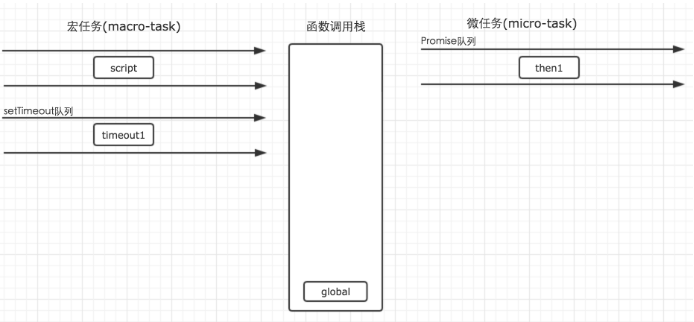 宏任务(macro-task)
函数调用栈
微任务(micro-task)
Promise队列
script
then1
setTimeout队列
timeout1
global